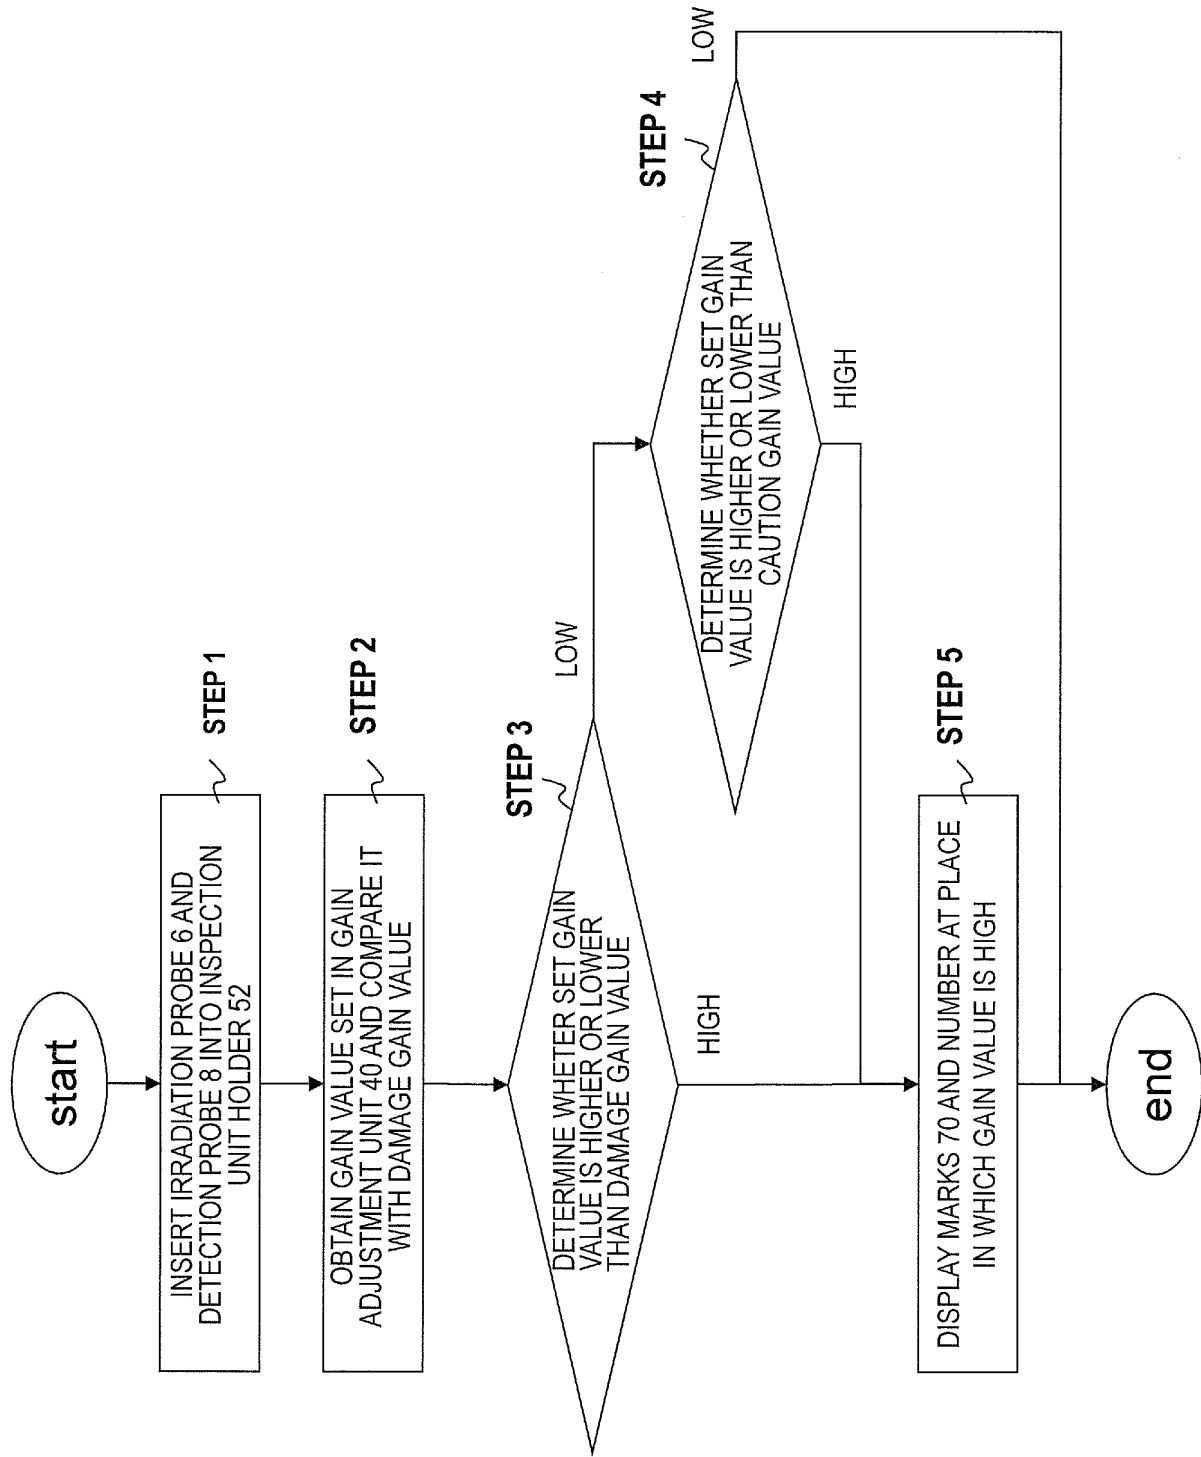 start
STEP 1
INSERT IRRADIATION PROBE 6 AND
DETECTION PROBE 8 INTO INSPECTION
UNIT HOLDER 52
STEP 2
OBTAIN GAIN VALUE SET IN GAIN
ADJUSTMENT UNIT 40 AND COMPARE IT
WITH DAMAGE GAIN VALUE
STEP 3
DETERMINE WHETER SET GAIN
VALUE IS HIGHER OR LOWER
THAN DAMAGE GAIN VALUE
LOW
HIGH
STEP 4
DETERMINE WHETHER SET GAIN
VALUE IS HIGHER OR LOWER THAN
CAUTION GAIN VALUE
LOW
HIGH
STEP 5
DISPLAY MARKS 70 AND NUMBER AT PLACE
IN WHICH GAIN VALUE IS HIGH
end